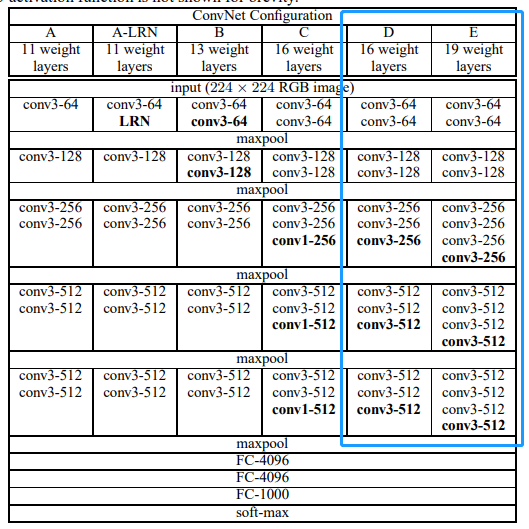 activation function is not shown for brevity.
ConvNet Configuration
A A-LRN B C D E
11 weight 11 weight 13 weight 16 weight 16 weight 19 weight
layers layers layers layers layers layers
input (224 × 224 RGB image)
conv3-64 conv3-64 conv3-64 conv3-64 conv3-64 conv3-64
LRN conv3-64 conv3-64 conv3-64 conv3-64
maxpool
conv3-128 conv3-128 conv3-128 conv3-128 conv3-128 conv3-128
conv3-128 conv3-128 conv3-128 conv3-128
maxpool
conv3-256 conv3-256 conv3-256 conv3-256 conv3-256 conv3-256
conv3-256 conv3-256 conv3-256 conv3-256 conv3-256 conv3-256
conv1-256 conv3-256 conv3-256
conv3-256
maxpool
conv3-512 conv3-512 conv3-512 conv3-512 conv3-512 conv3-512
conv3-512 conv3-512 conv3-512 conv3-512 conv3-512 conv3-512
conv1-512 conv3-512 conv3-512
conv3-512
maxpool
conv3-512 conv3-512 conv3-512 conv3-512 conv3-512 conv3-512
conv3-512 conv3-512 conv3-512 conv3-512 conv3-512 conv3-512
conv1-512 conv3-512 conv3-512
conv3-512
maxpool
FC-4096
FC-4096
FC-1000
soft-max